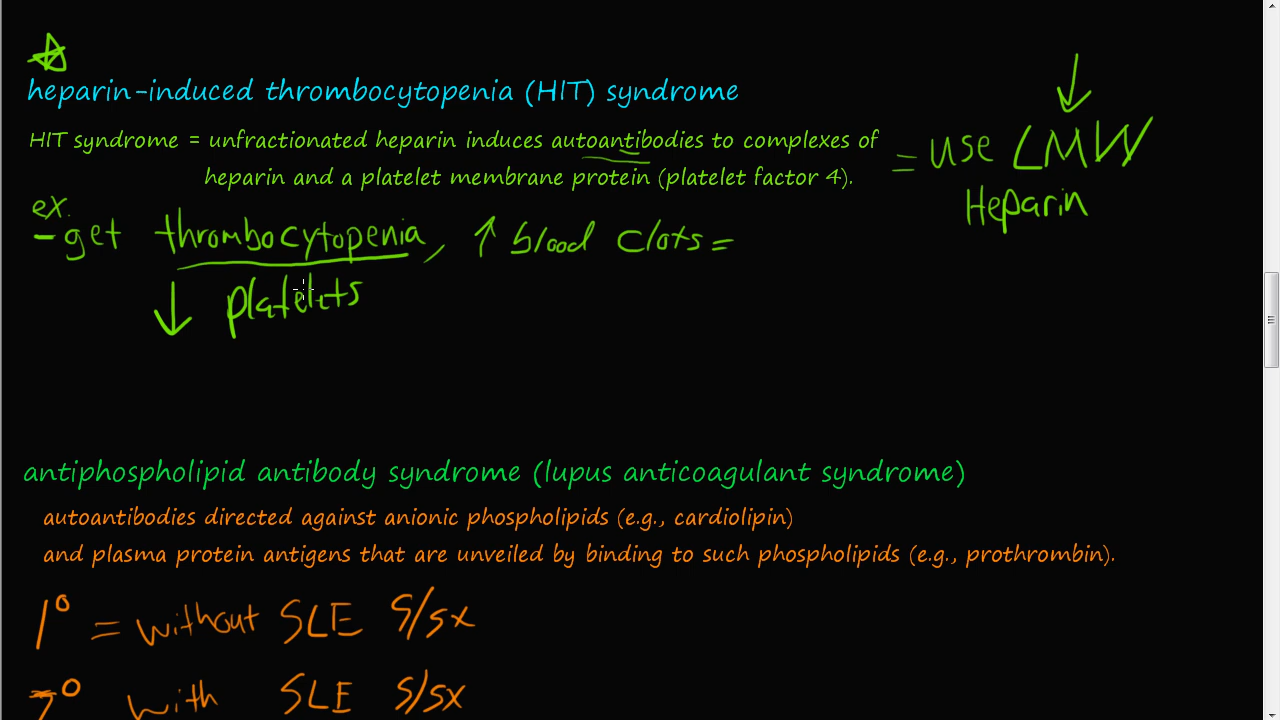 heparin-induced thrombocytopenia (HIT) syndrome
HIT syndrome = unfractionated heparin induces autoantibodies to complexes of
heparin and a platelet membrane protein (platelet factor 4).
= use LMW
Heparin
ex.
- get thrombocytopenia, ↑ blood clots =
↓ platelets
antiphospholipid antibody syndrome (lupus anticoagulant syndrome)
autoantibodies directed against anionic phospholipids (e.g., cardiolipin)
and plasma protein antigens that are unveiled by binding to such phospholipids (e.g., prothrombin).
1° = without SLE S/sx
2° with SLE S/sx